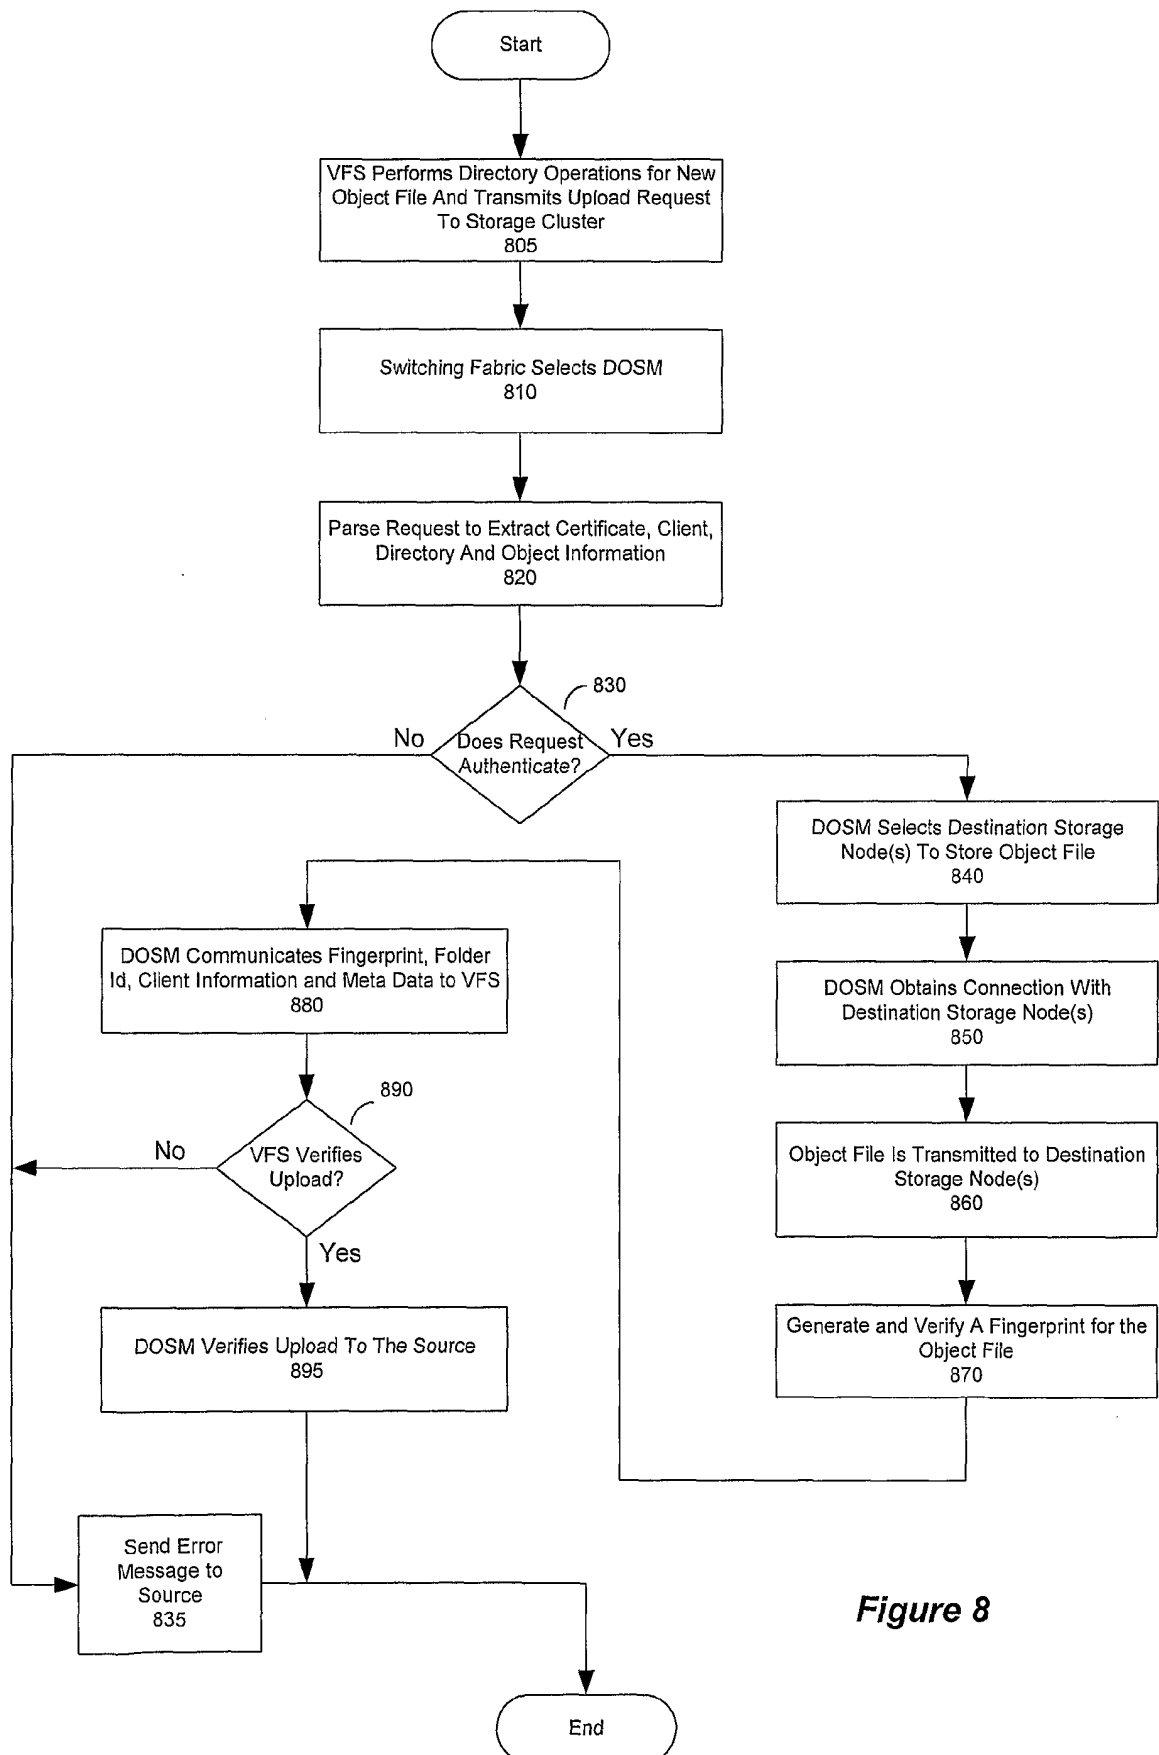 Start
VFS Performs Directory Operations for New
Object File And Transmits Upload Request
To Storage Cluster
805
Switching Fabric Selects DOSM
810
Parse Request to Extract Certificate, Client,
Directory And Object Information
820
830
No
Does Request
Authenticate?
Yes
DOSM Selects Destination Storage
Node(s) To Store Object File
840
DOSM Obtains Connection With
Destination Storage Node(s)
850
Object File Is Transmitted to Destination
Storage Node(s)
860
Generate and Verify A Fingerprint for the
Object File
870
DOSM Communicates Fingerprint, Folder
Id, Client Information and Meta Data to VFS
880
890
No
VFS Verifies
Upload?
Yes
DOSM Verifies Upload To The Source
895
Send Error
Message to
Source
835
Figure 8
End